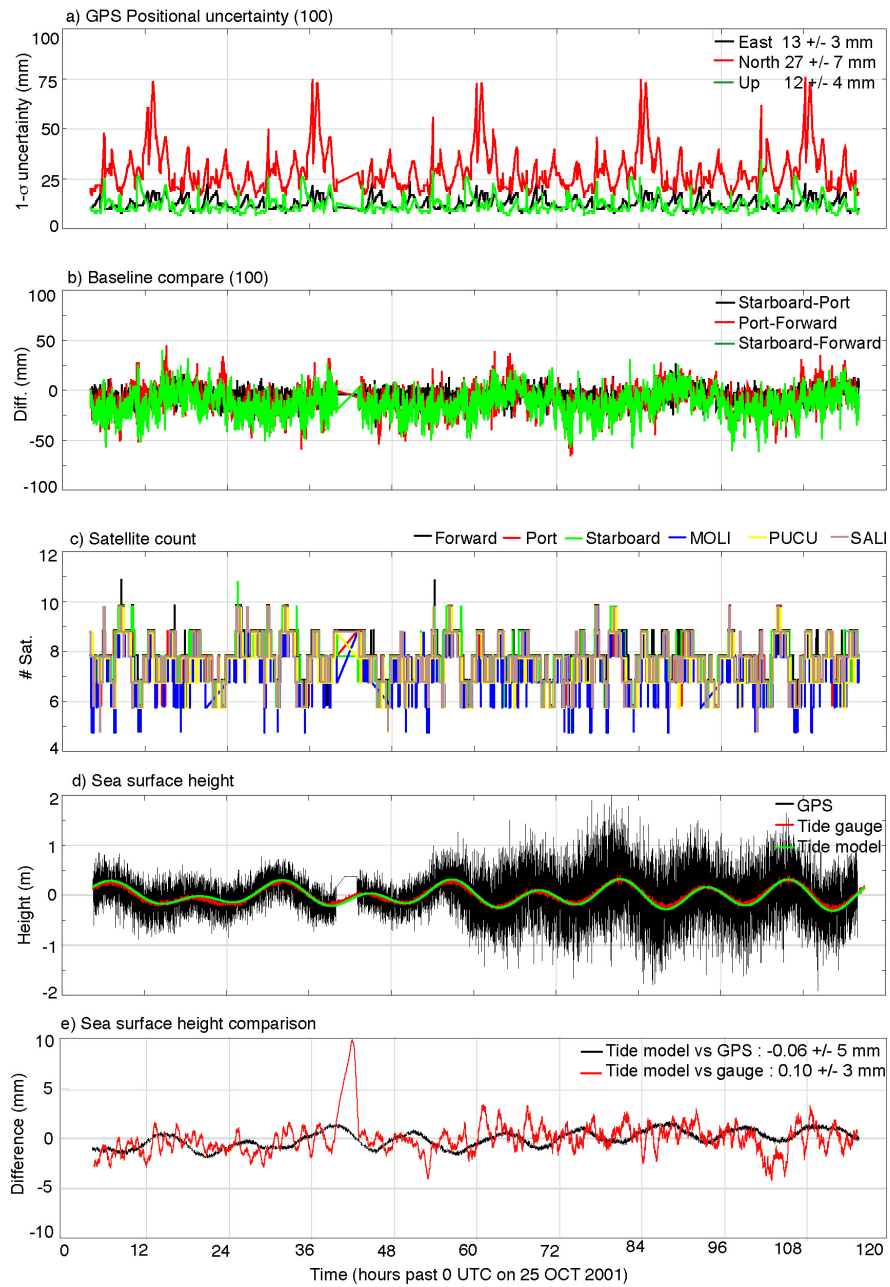 a) GPS Positional uncertainty (100)
100
75
50
25
0
1-σ uncertainty (mm)
East 13 +/- 3 mm
North 27 +/- 7 mm
Up 12 +/- 4 mm
b) Baseline compare (100)
100
50
0
-50
-100
Diff. (mm)
Starboard-Port
Port-Forward
Starboard-Forward
c) Satellite count
Forward Port Starboard MOLI PUCU SALI
12
10
8
6
4
# Sat.
d) Sea surface height
2
1
0
-1
-2
Height (m)
GPS
Tide gauge
Tide model
e) Sea surface height comparison
10
5
0
-5
-10
Difference (mm)
Tide model vs GPS : -0.06 +/- 5 mm
Tide model vs gauge : 0.10 +/- 3 mm
0 12 24 36 48 60 72 84 96 108 120
Time (hours past 0 UTC on 25 OCT 2001)